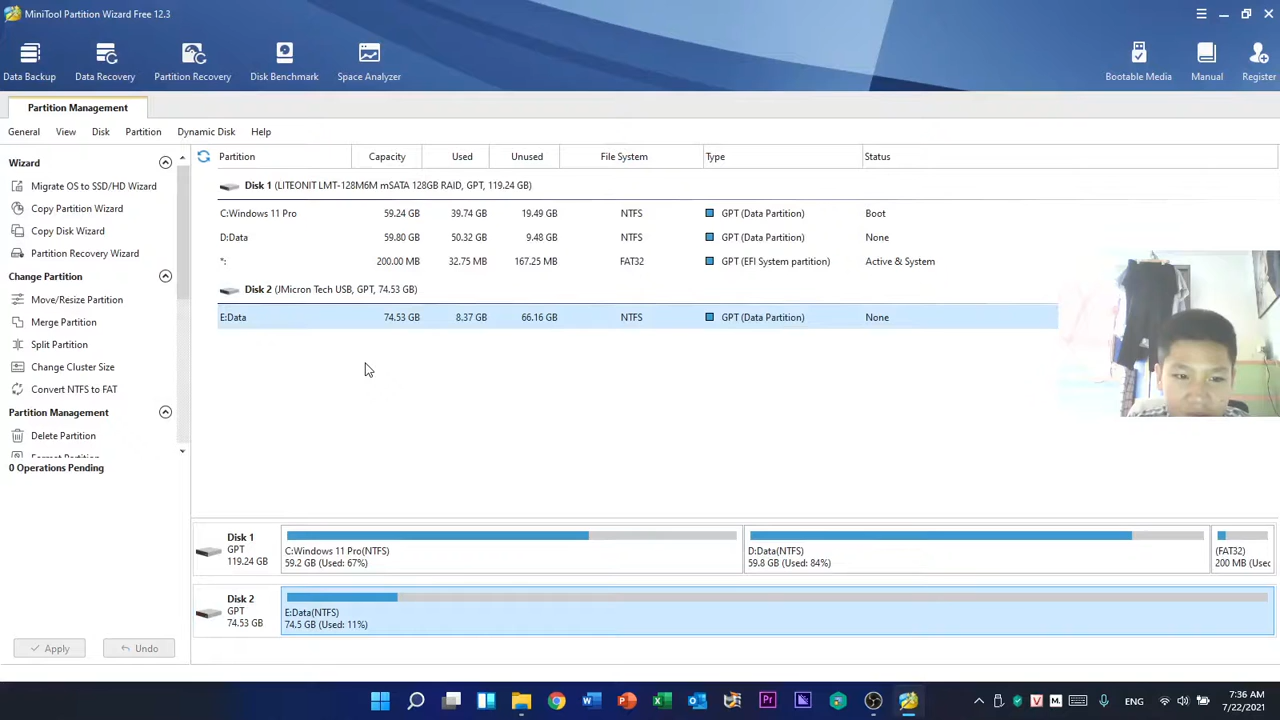 MiniTool Partition Wizard Free 12.3
Data Backup
Data Recovery
Partition Recovery
Disk Benchmark
Space Analyzer
Bootable Media
Manual
Register
Partition Management
General View Disk Partition Dynamic Disk Help
Wizard
Migrate OS to SSD/HD Wizard
Copy Partition Wizard
Copy Disk Wizard
Partition Recovery Wizard
Change Partition
Move/Resize Partition
Merge Partition
Split Partition
Change Cluster Size
Convert NTFS to FAT
Partition Management
Delete Partition
Format Partition
0 Operations Pending
Apply
Undo
Partition Capacity Used Unused File System Type Status
Disk 1 (LITEONIT LMT-128M6M mSATA 128GB RAID, GPT, 119.24 GB)
C:Windows 11 Pro 59.24 GB 39.74 GB 19.49 GB NTFS GPT (Data Partition) Boot
D:Data 59.80 GB 50.32 GB 9.48 GB NTFS GPT (Data Partition) None
*: 200.00 MB 32.75 MB 167.25 MB FAT32 GPT (EFI System partition) Active & System
Disk 2 (JMicron Tech USB, GPT, 74.53 GB)
E:Data 74.53 GB 8.37 GB 66.16 GB NTFS GPT (Data Partition) None
Disk 1
GPT
119.24 GB
C:Windows 11 Pro(NTFS)
59.2 GB (Used: 67%)
D:Data(NTFS)
59.8 GB (Used: 84%)
(FAT32)
200 MB (Usec
Disk 2
GPT
74.53 GB
E:Data(NTFS)
74.5 GB (Used: 11%)
ENG
7:36 AM
7/22/2021